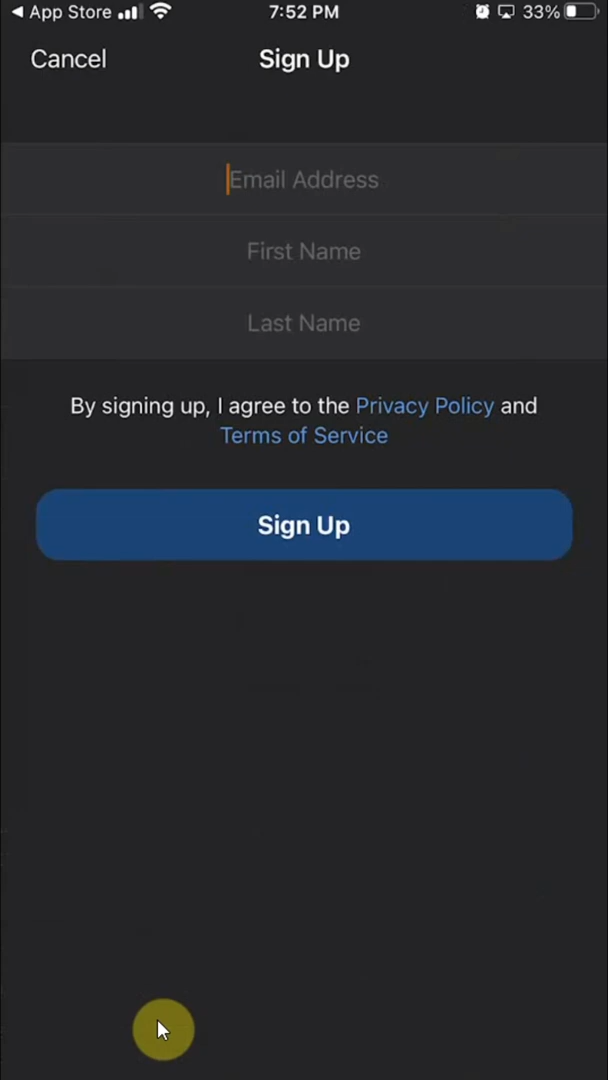 App Store 7:52 PM 33%
Cancel Sign Up
Email Address
First Name
Last Name
By signing up, I agree to the Privacy Policy and
Terms of Service
Sign Up